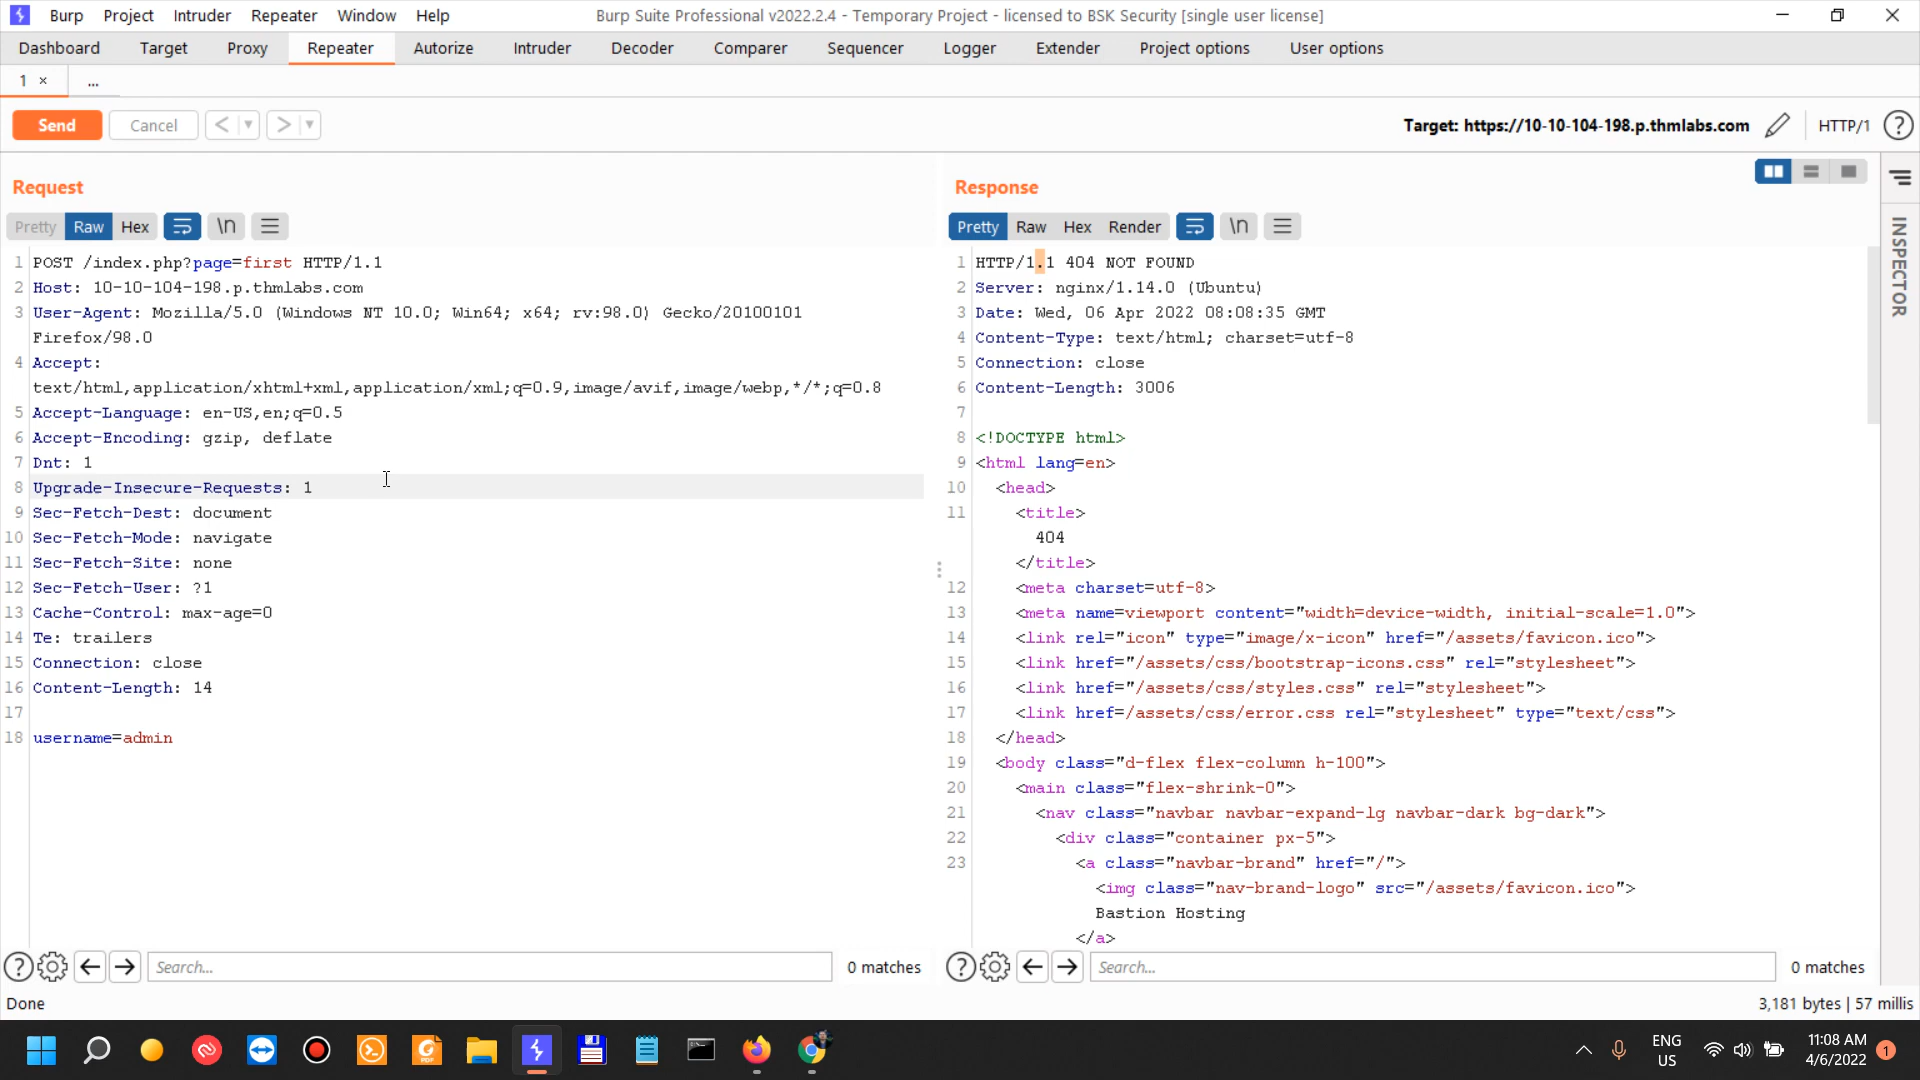 Burp Project Intruder Repeater Window Help
Burp Suite Professional v2022.2.4 - Temporary Project - licensed to BSK Security [single user license]
Dashboard Target Proxy Repeater Autorize Intruder Decoder Comparer Sequencer Logger Extender Project options User options
1 × ...
Send Cancel < > Target: https://10-10-104-198.p.thmlabs.com HTTP/1 ?
Request
Pretty Raw Hex \n
1 POST /index.php?page=first HTTP/1.1
2 Host: 10-10-104-198.p.thmlabs.com
3 User-Agent: Mozilla/5.0 (Windows NT 10.0; Win64; x64; rv:98.0) Gecko/20100101
Firefox/98.0
4 Accept:
text/html,application/xhtml+xml,application/xml;q=0.9,image/avif,image/webp,*/*;q=0.8
5 Accept-Language: en-US,en;q=0.5
6 Accept-Encoding: gzip, deflate
7 Dnt: 1
8 Upgrade-Insecure-Requests: 1
9 Sec-Fetch-Dest: document
10 Sec-Fetch-Mode: navigate
11 Sec-Fetch-Site: none
12 Sec-Fetch-User: ?1
13 Cache-Control: max-age=0
14 Te: trailers
15 Connection: close
16 Content-Length: 14
17
18 username=admin
? Search... 0 matches
Response
Pretty Raw Hex Render \n
1 HTTP/1.1 404 NOT FOUND
2 Server: nginx/1.14.0 (Ubuntu)
3 Date: Wed, 06 Apr 2022 08:08:35 GMT
4 Content-Type: text/html; charset=utf-8
5 Connection: close
6 Content-Length: 3006
7
8 <!DOCTYPE html>
9 <html lang=en>
10 <head>
11 <title>
404
</title>
12 <meta charset=utf-8>
13 <meta name=viewport content="width=device-width, initial-scale=1.0">
14 <link rel="icon" type="image/x-icon" href="/assets/favicon.ico">
15 <link href="/assets/css/bootstrap-icons.css" rel="stylesheet">
16 <link href="/assets/css/styles.css" rel="stylesheet">
17 <link href=/assets/css/error.css rel="stylesheet" type="text/css">
18 </head>
19 <body class="d-flex flex-column h-100">
20 <main class="flex-shrink-0">
21 <nav class="navbar navbar-expand-lg navbar-dark bg-dark">
22 <div class="container px-5">
23 <a class="navbar-brand" href="/">
<img class="nav-brand-logo" src="/assets/favicon.ico">
Bastion Hosting
</a>
? Search... 0 matches
INSPECTOR
Done
3,181 bytes | 57 millis
PDF
ENG
US
11:08 AM
4/6/2022
1